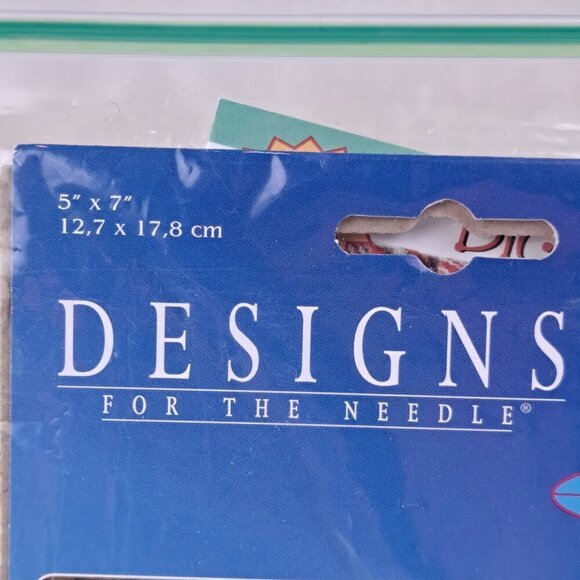 5" x 7"
12,7 x 17,8 cm
DESIGNS
FOR THE NEEDLE®